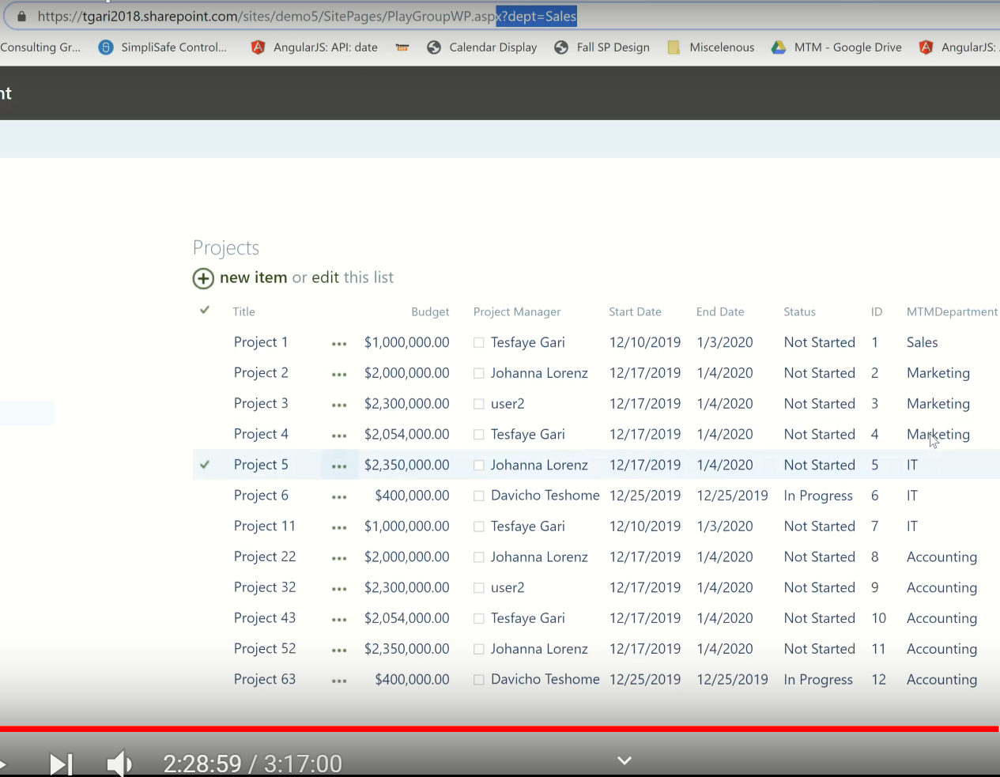 https://tgari2018.sharepoint.com/sites/demo5/SitePages/PlayGroupWP.aspx?dept=Sales
Consulting Gr... SimpliSafe Control... AngularJS: API: date Calendar Display Fall SP Design Miscelenous MTM - Google Drive AngularJS:
nt
Projects
new item or edit this list
Title Budget Project Manager Start Date End Date Status ID MTMDepartment
Project 1 ... $1,000,000.00 Tesfaye Gari 12/10/2019 1/3/2020 Not Started 1 Sales
Project 2 ... $2,000,000.00 Johanna Lorenz 12/17/2019 1/4/2020 Not Started 2 Marketing
Project 3 ... $2,300,000.00 user2 12/17/2019 1/4/2020 Not Started 3 Marketing
Project 4 ... $2,054,000.00 Tesfaye Gari 12/17/2019 1/4/2020 Not Started 4 Marketing
Project 5 ... $2,350,000.00 Johanna Lorenz 12/17/2019 1/4/2020 Not Started 5 IT
Project 6 ... $400,000.00 Davicho Teshome 12/25/2019 12/25/2019 In Progress 6 IT
Project 11 ... $1,000,000.00 Tesfaye Gari 12/10/2019 1/3/2020 Not Started 7 IT
Project 22 ... $2,000,000.00 Johanna Lorenz 12/17/2019 1/4/2020 Not Started 8 Accounting
Project 32 ... $2,300,000.00 user2 12/17/2019 1/4/2020 Not Started 9 Accounting
Project 43 ... $2,054,000.00 Tesfaye Gari 12/17/2019 1/4/2020 Not Started 10 Accounting
Project 52 ... $2,350,000.00 Johanna Lorenz 12/17/2019 1/4/2020 Not Started 11 Accounting
Project 63 ... $400,000.00 Davicho Teshome 12/25/2019 12/25/2019 In Progress 12 Accounting
2:28:59 / 3:17:00